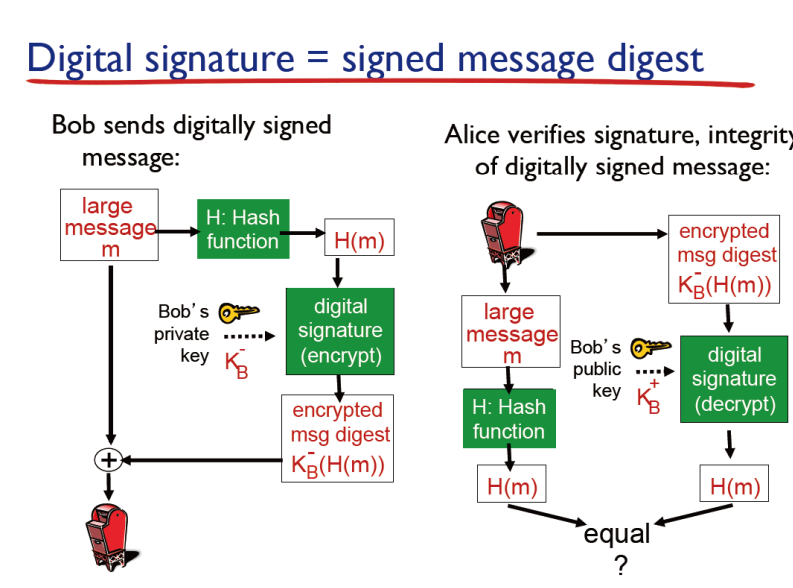 Digital signature = signed message digest
Bob sends digitally signed
message:
large
message
m
H: Hash
function
H(m)
Bob's
private
key
K_B^-
digital
signature
(encrypt)
encrypted
msg digest
K_B^-(H(m))
+
Alice verifies signature, integrity
of digitally signed message:
encrypted
msg digest
K_B^-(H(m))
large
message
m
H: Hash
function
H(m)
Bob's
public
key
K_B^+
digital
signature
(decrypt)
H(m)
equal
?